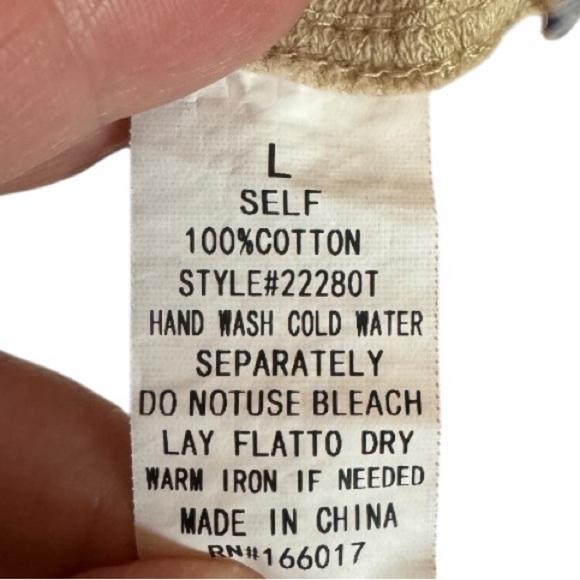 L
SELF
100%COTTON
STYLE#22280T
HAND WASH COLD WATER
SEPARATELY
DO NOTUSE BLEACH
LAY FLATTO DRY
WARM IRON IF NEEDED
MADE IN CHINA
RN#166017